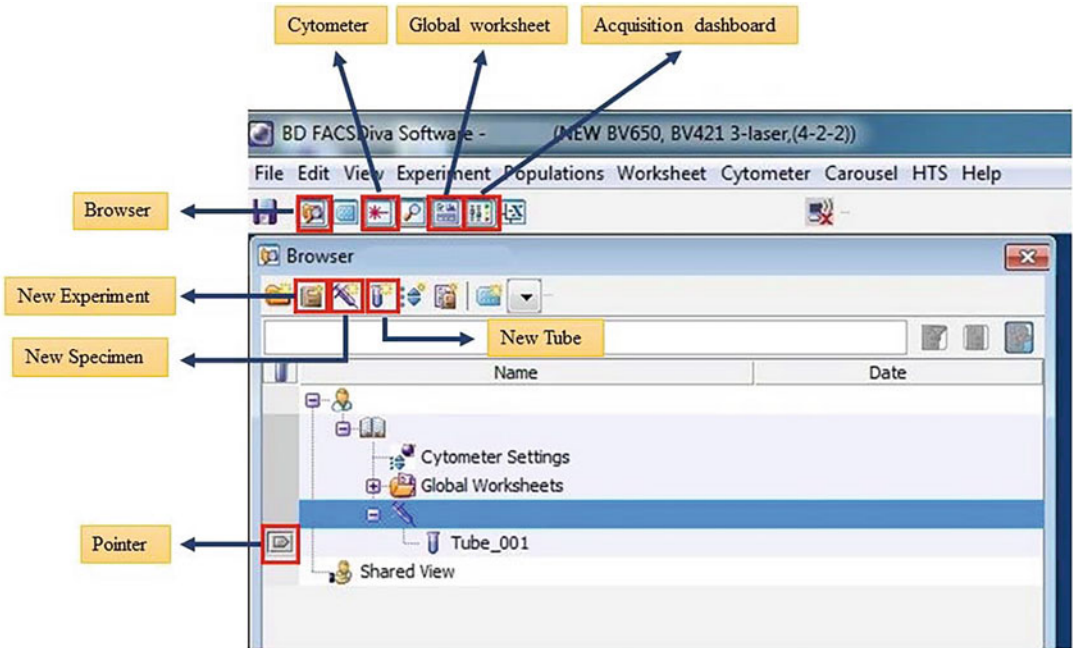 Cytometer
Global worksheet
Acquisition dashboard
BD FACSDiva Software - (NEW BV650, BV421 3-laser,(4-2-2))
File Edit View Experiment Populations Worksheet Cytometer Carousel HTS Help
Browser
Browser
New Experiment
New Tube
New Specimen
Name Date
Cytometer Settings
Global Worksheets
Pointer
Tube_001
Shared View